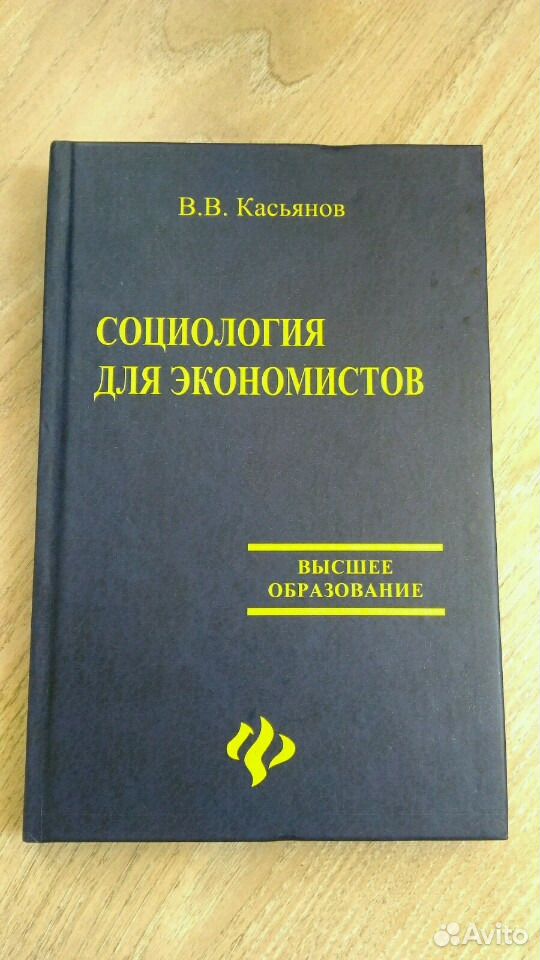 В.В. Касьянов
СОЦИОЛОГИЯ
ДЛЯ ЭКОНОМИСТОВ
ВЫСШЕЕ
ОБРАЗОВАНИЕ
Avito